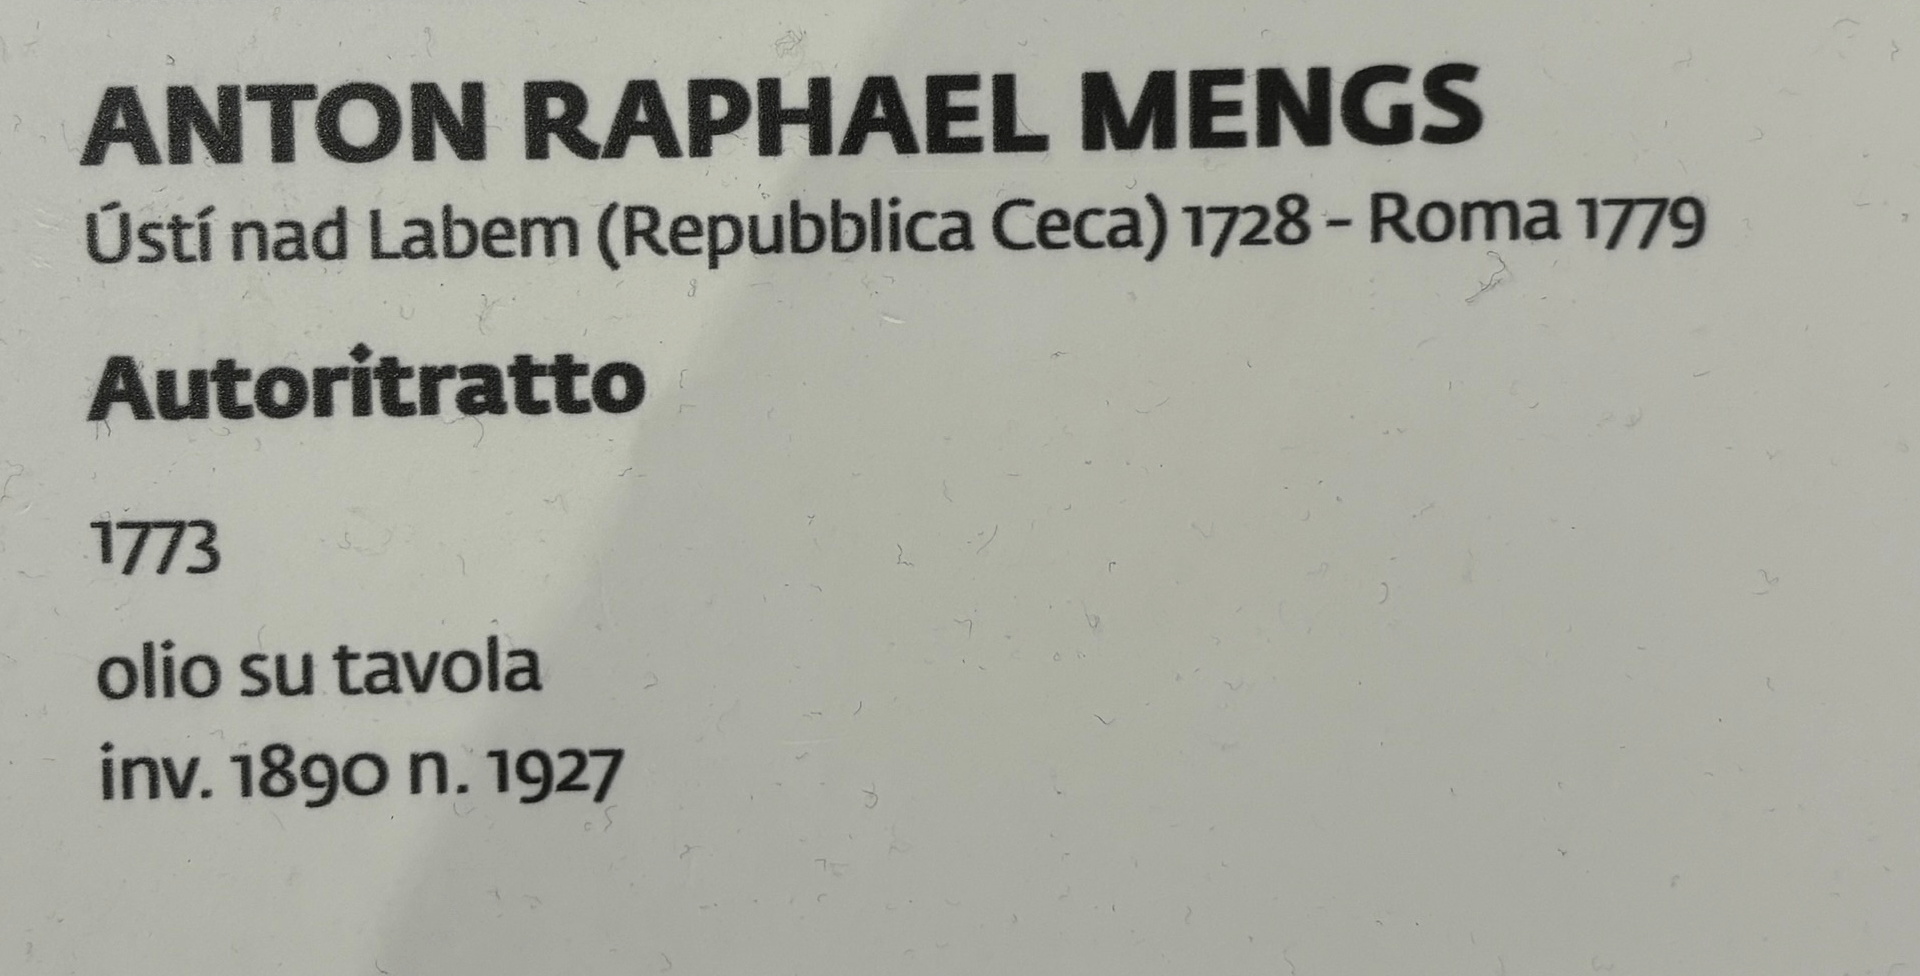 ANTON RAPHAEL MENGS
Ústí nad Labem (Repubblica Ceca) 1728 - Roma 1779
Autoritratto
1773
olio su tavola
inv. 1890 n. 1927